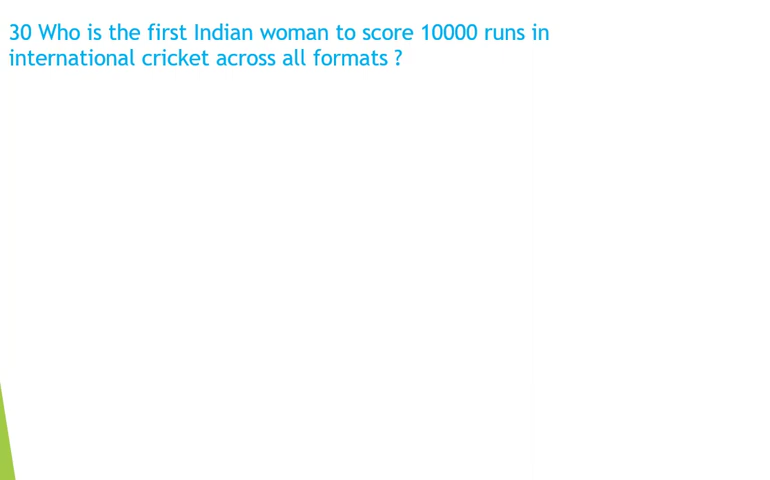 30 Who is the first Indian woman to score 10000 runs in
international cricket across all formats ?